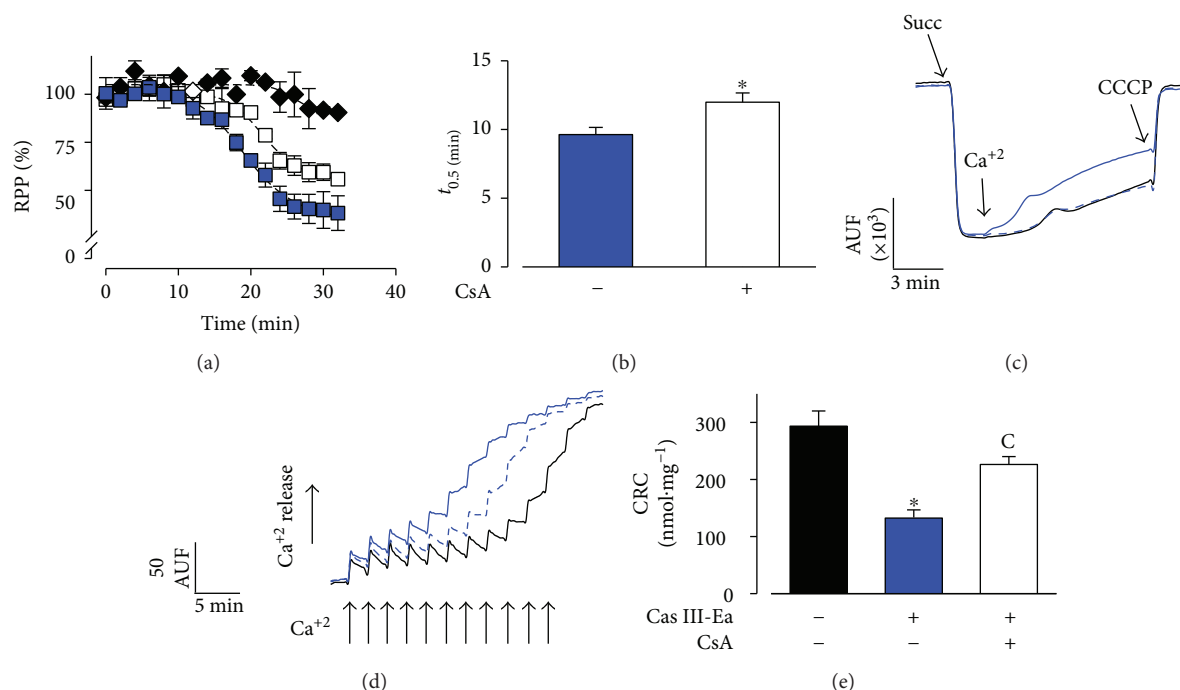 100
75
50
0
RPP (%)
0 10 20 30 40
Time (min)
(a)
15
10
5
0
t0.5 (min)
*
CsA − +
(b)
Succ
CCCP
Ca+2
AUF
(×10³)
3 min
(c)
Ca+2 release
50
AUF
5 min
Ca+2
(d)
300
200
100
0
CRC
(nmol·mg−1)
*
C
Cas III-Ea − + +
CsA − − +
(e)